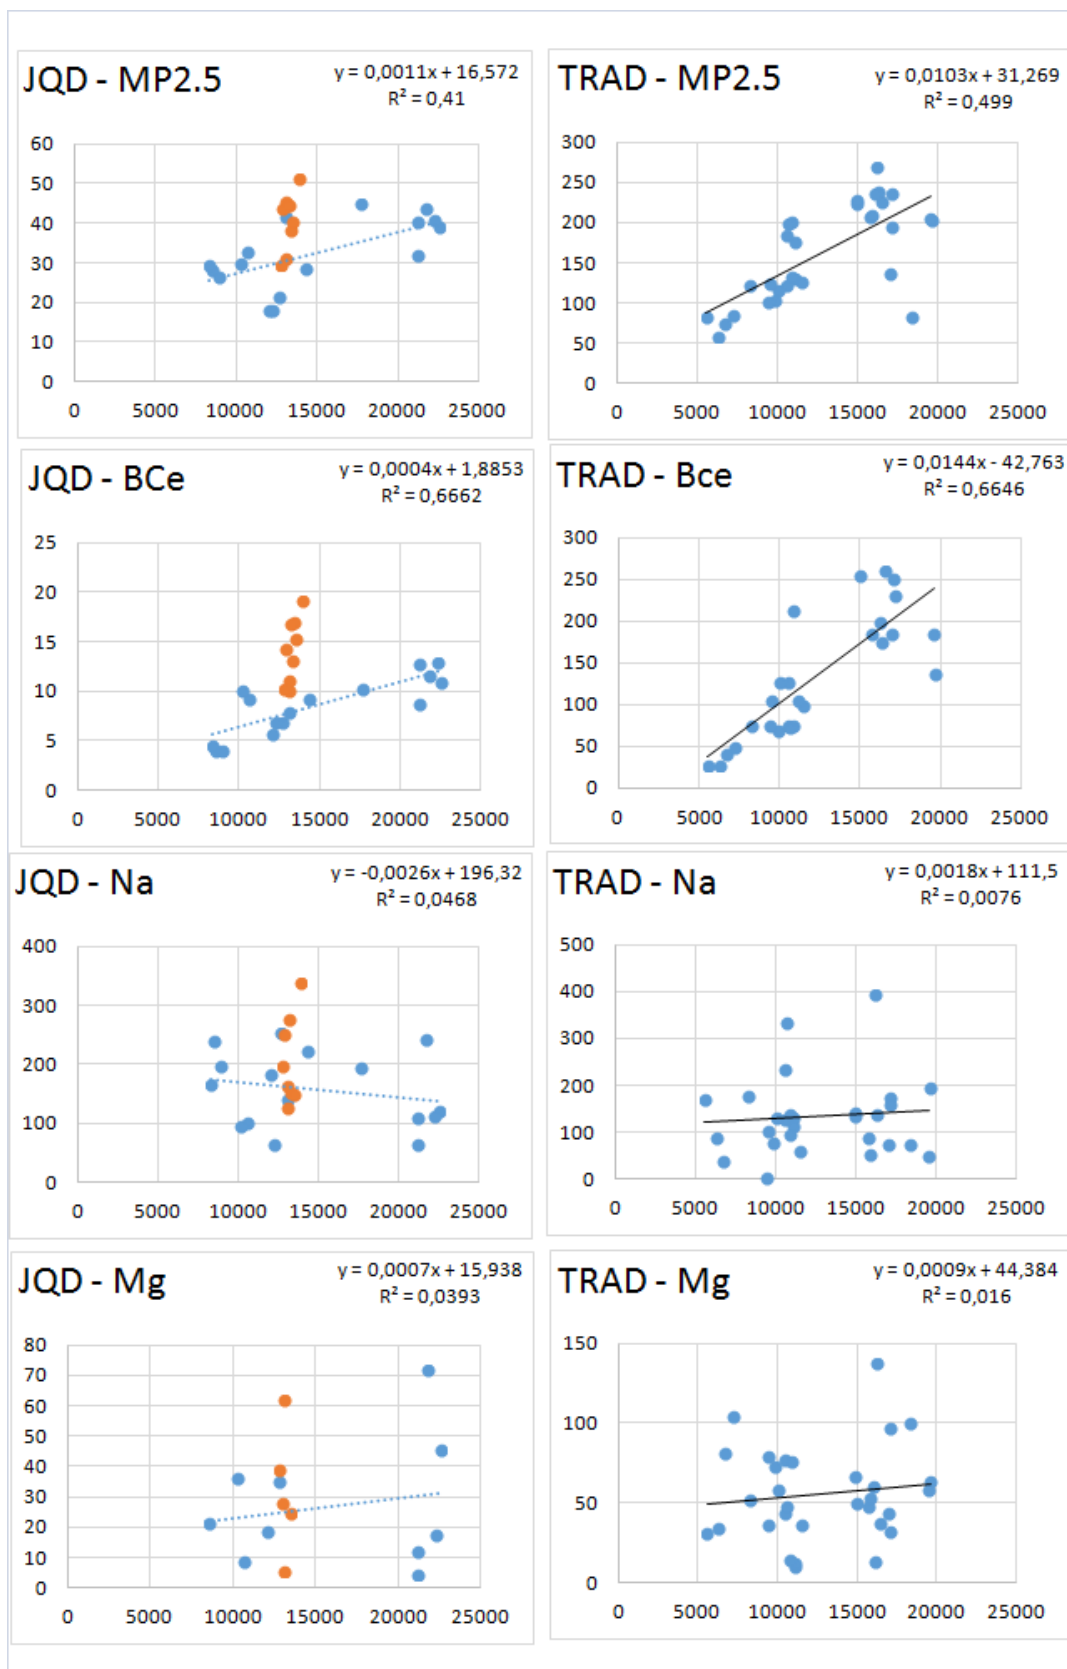 JQD - MP2.5
y = 0,0011x + 16,572
R² = 0,41
60
50
40
30
20
10
0
0 5000 10000 15000 20000 25000
TRAD - MP2.5
y = 0,0103x + 31,269
R² = 0,499
300
250
200
150
100
50
0
0 5000 10000 15000 20000 25000
JQD - BCe
y = 0,0004x + 1,8853
R² = 0,6662
25
20
15
10
5
0
0 5000 10000 15000 20000 25000
TRAD - Bce
y = 0,0144x - 42,763
R² = 0,6646
300
250
200
150
100
50
0
0 5000 10000 15000 20000 25000
JQD - Na
y = -0,0026x + 196,32
R² = 0,0468
400
300
200
100
0
0 5000 10000 15000 20000 25000
TRAD - Na
y = 0,0018x + 111,5
R² = 0,0076
500
400
300
200
100
0
0 5000 10000 15000 20000 25000
JQD - Mg
y = 0,0007x + 15,938
R² = 0,0393
80
70
60
50
40
30
20
10
0
0 5000 10000 15000 20000 25000
TRAD - Mg
y = 0,0009x + 44,384
R² = 0,016
150
100
50
0
0 5000 10000 15000 20000 25000